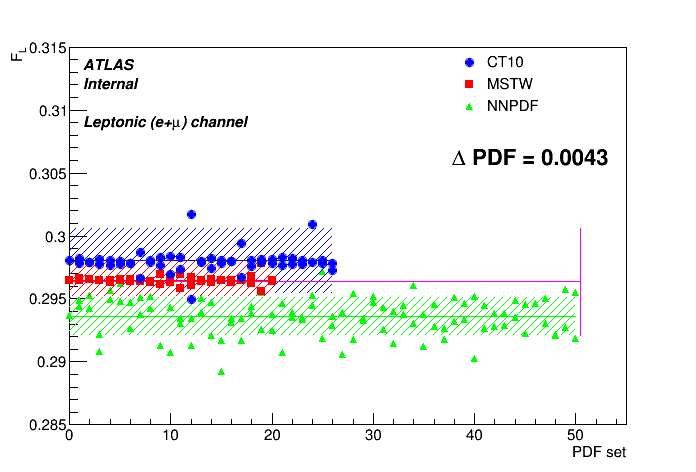 F_L
0.315
ATLAS
Internal
Leptonic (e+μ) channel
CT10
MSTW
NNPDF
Δ PDF = 0.0043
0.31
0.305
0.3
0.295
0.29
0.285
0 10 20 30 40 50
PDF set